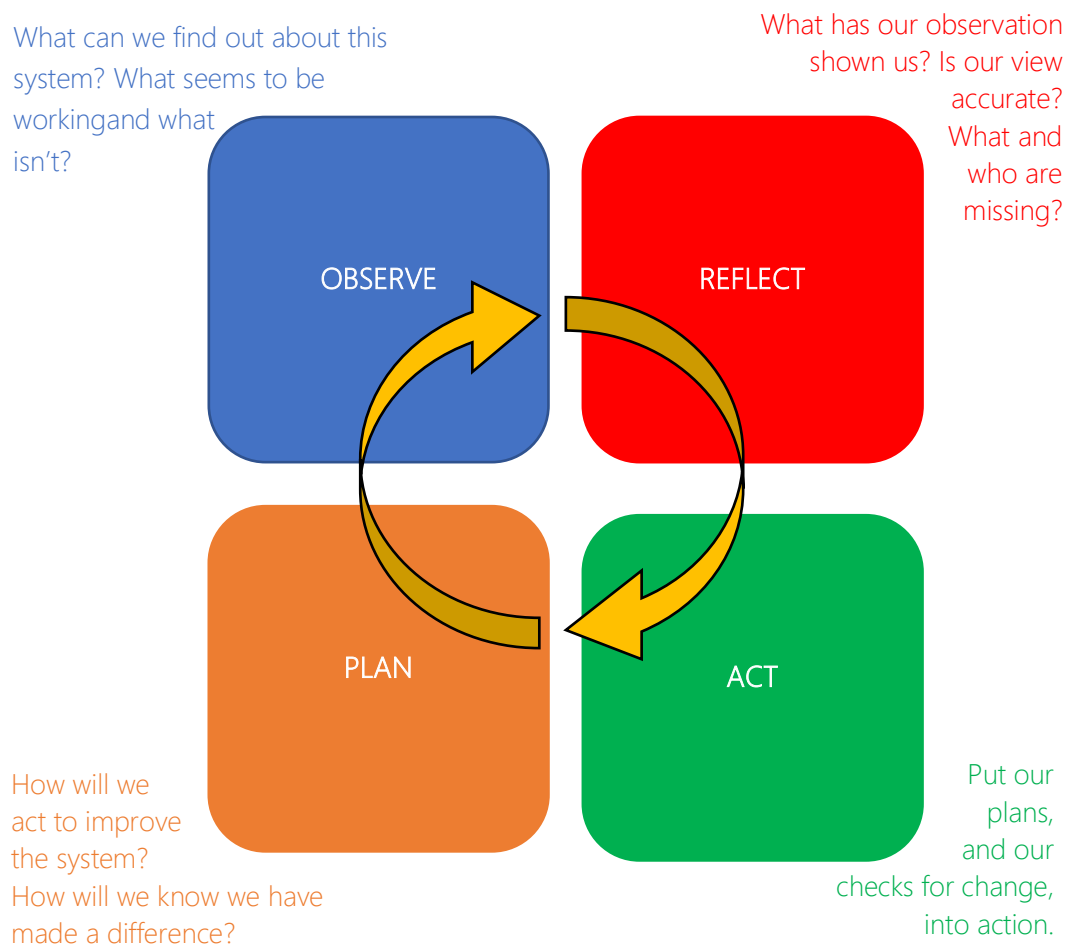 What can we find out about this
system? What seems to be
workingand what
isn't?
What has our observation
shown us? Is our view
accurate?
What and
who are
missing?
OBSERVE
REFLECT
PLAN
ACT
How will we
act to improve
the system?
How will we know we have
made a difference?
Put our
plans,
and our
checks for change,
into action.